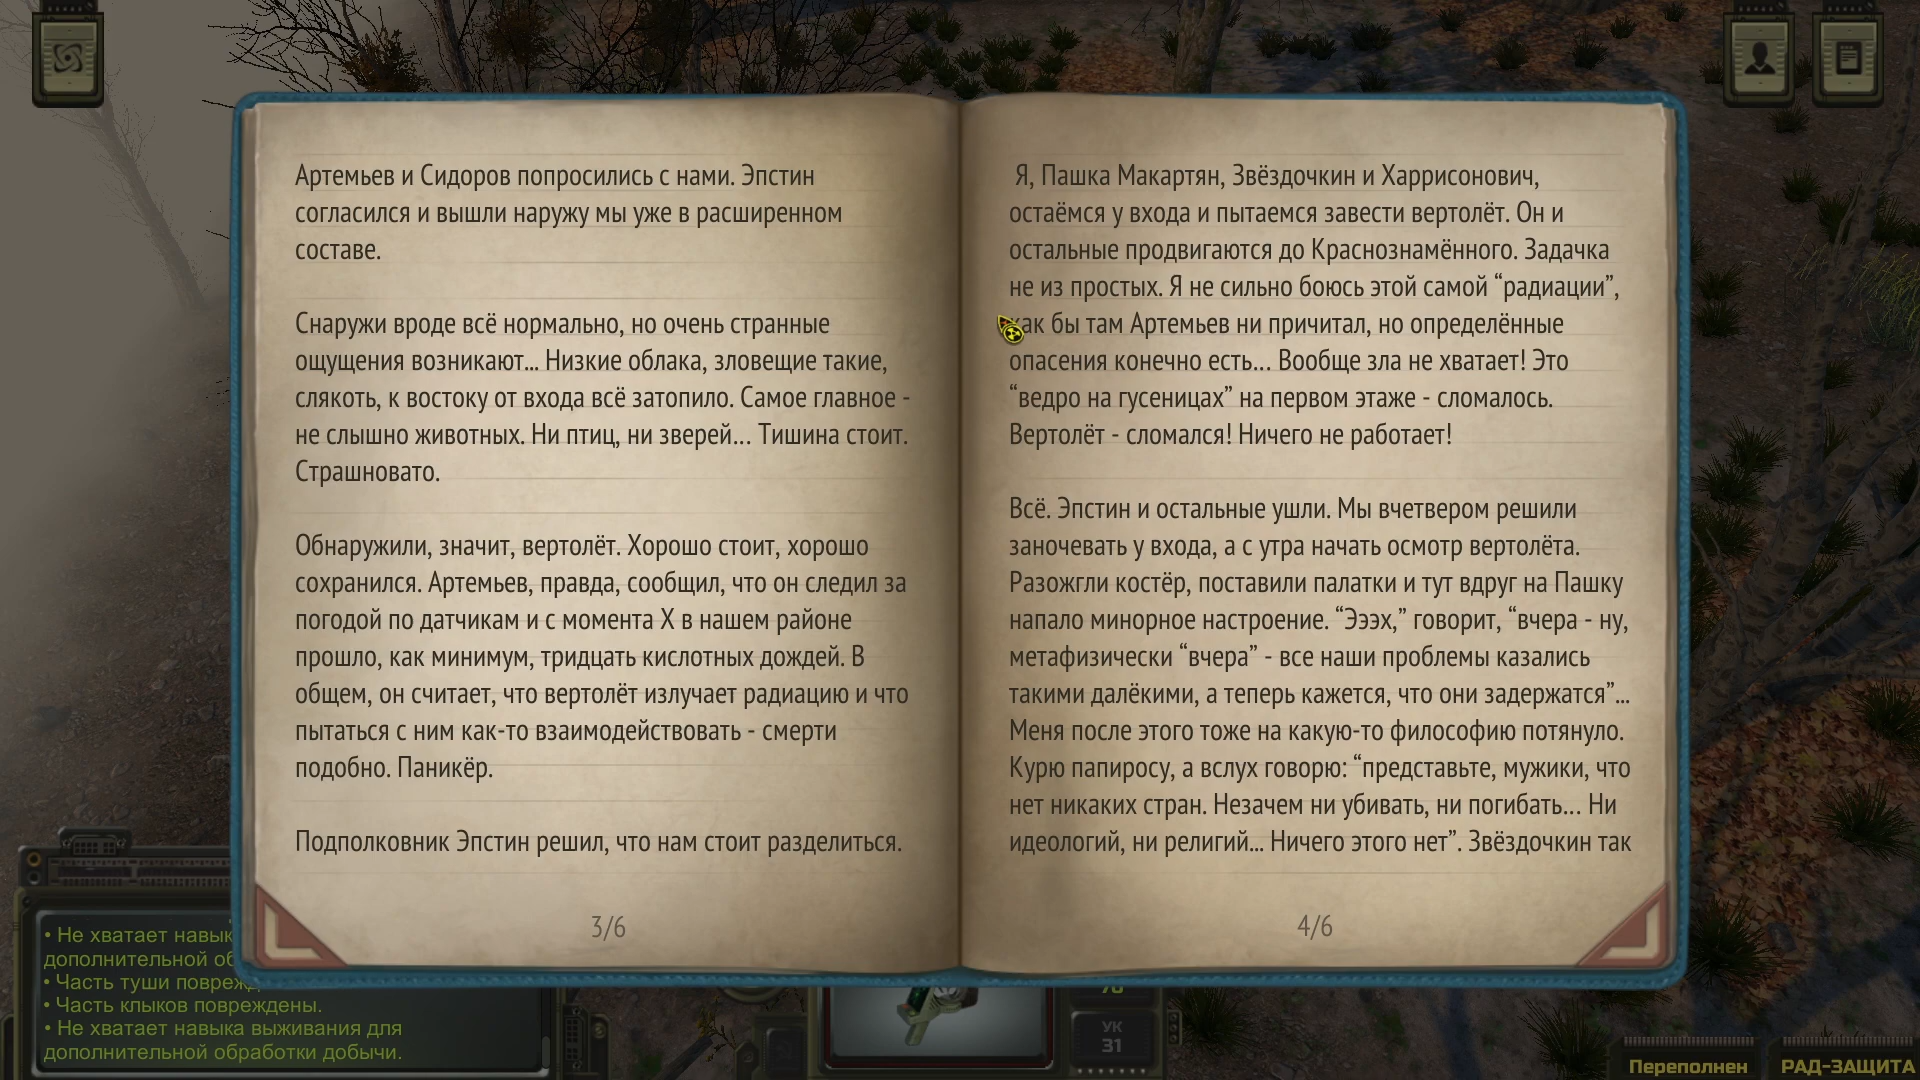 Артемьев и Сидоров попросились с нами. Эпстин
согласился и вышли наружу мы уже в расширенном
составе.
Снаружи вроде всё нормально, но очень странные
ощущения возникают... Низкие облака, зловещие такие,
слякоть, к востоку от входа всё затопило. Самое главное -
не слышно животных. Ни птиц, ни зверей... Тишина стоит.
Страшновато.
Обнаружили, значит, вертолёт. Хорошо стоит, хорошо
сохранился. Артемьев, правда, сообщил, что он следил за
погодой по датчикам и с момента Х в нашем районе
прошло, как минимум, тридцать кислотных дождей. В
общем, он считает, что вертолёт излучает радиацию и что
пытаться с ним как-то взаимодействовать - смерти
подобно. Паникёр.
Подполковник Эпстин решил, что нам стоит разделиться.
3/6
Я, Пашка Макартян, Звёздочкин и Харрисонович,
остаёмся у входа и пытаемся завести вертолёт. Он и
остальные продвигаются до Краснознамённого. Задачка
не из простых. Я не сильно боюсь этой самой “радиации”,
как бы там Артемьев ни причитал, но определённые
опасения конечно есть... Вообще зла не хватает! Это
“ведро на гусеницах” на первом этаже - сломалось.
Вертолёт - сломался! Ничего не работает!
Всё. Эпстин и остальные ушли. Мы вчетвером решили
заночевать у входа, а с утра начать осмотр вертолёта.
Разожгли костёр, поставили палатки и тут вдруг на Пашку
напало минорное настроение. “Эээх,” говорит, “вчера - ну,
метафизически “вчера” - все наши проблемы казались
такими далёкими, а теперь кажется, что они задержатся”...
Меня после этого тоже на какую-то философию потянуло.
Курю папиросу, а вслух говорю: “представьте, мужики, что
нет никаких стран. Незачем ни убивать, ни погибать... Ни
идеологий, ни религий... Ничего этого нет”. Звёздочкин так
4/6
• Не хватает навык
дополнительной об
• Часть туши повреж
• Часть клыков повреждены.
• Не хватает навыка выживания для
дополнительной обработки добычи.
УК
31
Переполнен
РАД-ЗАЩИТА